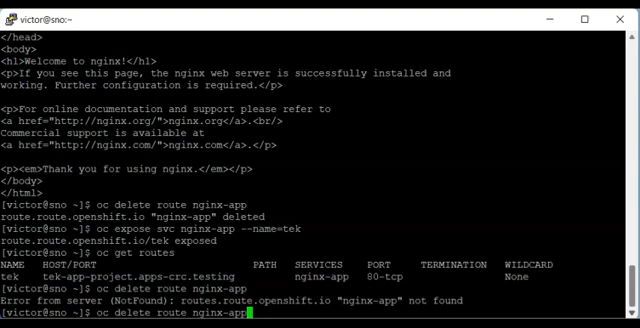 victor@sno:~
</head>
<body>
<h1>Welcome to nginx!</h1>
<p>If you see this page, the nginx web server is successfully installed and
working. Further configuration is required.</p>
<p>For online documentation and support please refer to
<a href="http://nginx.org/">nginx.org</a>.<br/>
Commercial support is available at
<a href="http://nginx.com/">nginx.com</a>.</p>
<p><em>Thank you for using nginx.</em></p>
</body>
</html>
[victor@sno ~]$ oc delete route nginx-app
route.route.openshift.io "nginx-app" deleted
[victor@sno ~]$ oc expose svc nginx-app --name=tek
route.route.openshift.io/tek exposed
[victor@sno ~]$ oc get routes
NAME HOST/PORT PATH SERVICES PORT TERMINATION WILDCARD
tek tek-app-project.apps-crc.testing nginx-app 80-tcp None
[victor@sno ~]$ oc delete route nginx-app
Error from server (NotFound): routes.route.openshift.io "nginx-app" not found
[victor@sno ~]$ oc delete route nginx-app